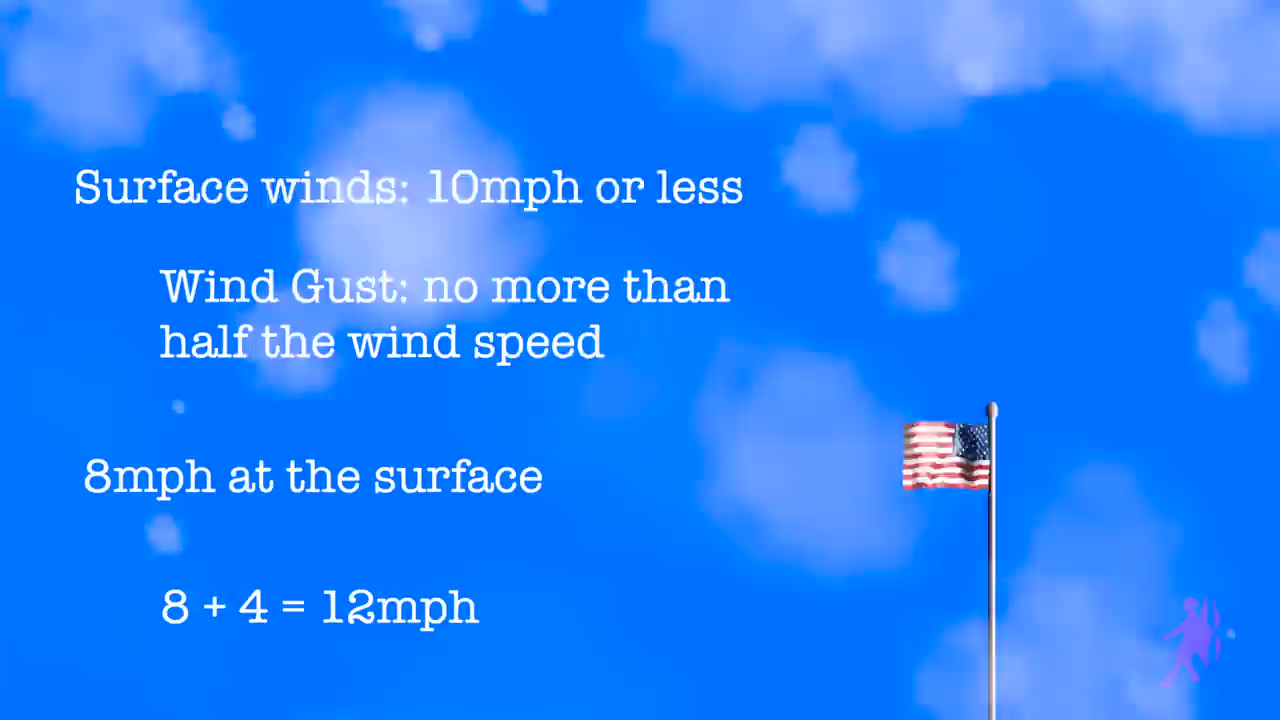 Surface winds: 10mph or less
Wind Gust: no more than
half the wind speed
8mph at the surface
8 + 4 = 12mph